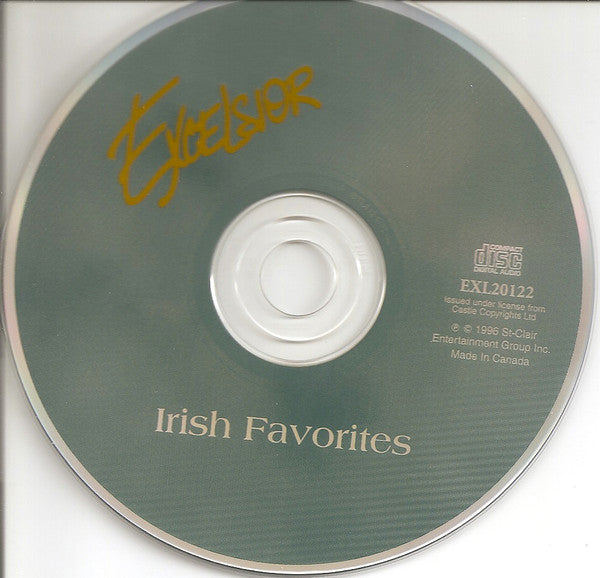 Excelsior
COMPACT
disc
DIGITAL AUDIO
EXL20122
Issued under license from
Castle Copyrights Ltd
℗ © 1996 St-Clair
Entertainment Group Inc.
Made In Canada
Irish Favorites